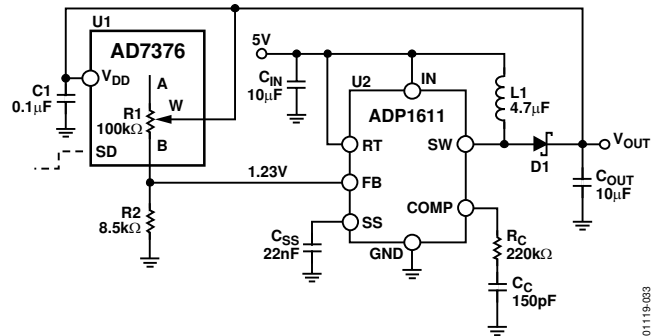 U1
AD7376
VDD
A
R1
100kΩ
W
B
SD
C1
0.1μF
1.23V
R2
8.5kΩ
5V
CIN
10μF
U2
IN
ADP1611
RT
SW
FB
COMP
SS
GND
CSS
22nF
L1
4.7μF
D1
VOUT
COUT
10μF
RC
220kΩ
CC
150pF
01119-033